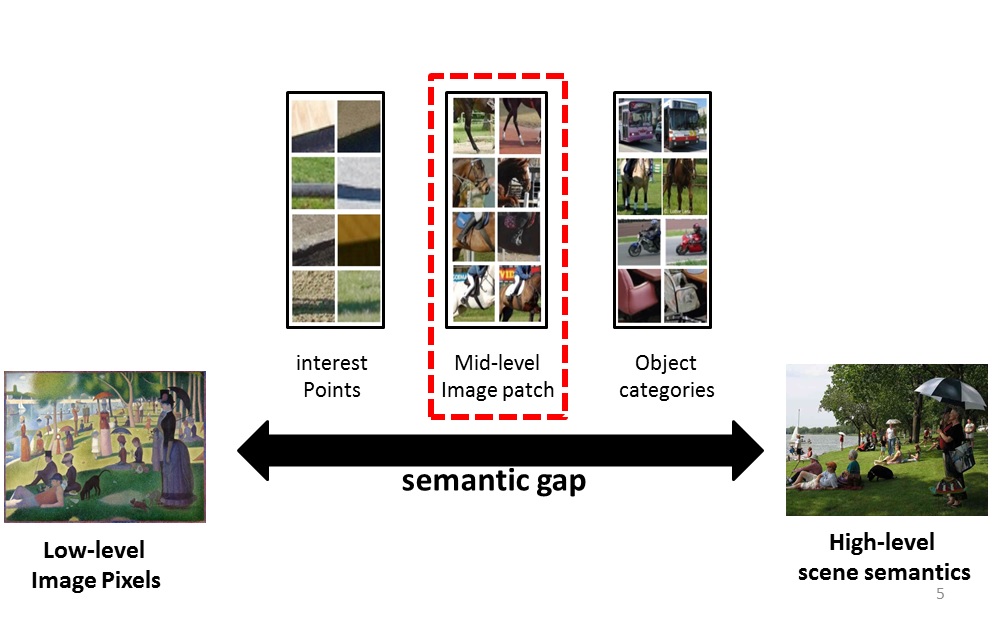 interest
Points
Mid-level
Image patch
Object
categories
semantic gap
Low-level
Image Pixels
High-level
scene semantics
5